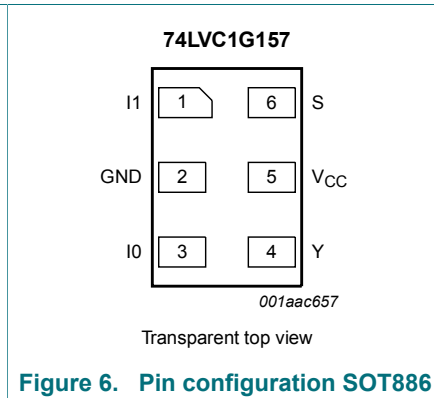 74LVC1G157
I1 1 6 S
GND 2 5 VCC
I0 3 4 Y
001aac657
Transparent top view
Figure 6. Pin configuration SOT886